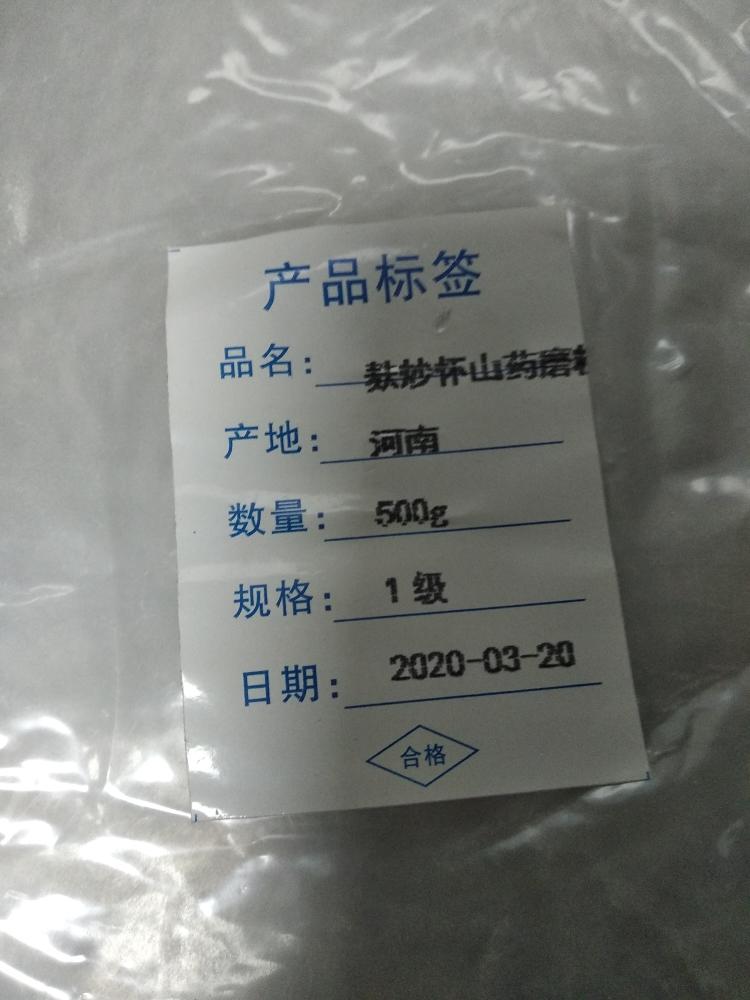 产品标签
品名: 麸炒怀山药磨
产地: 河南
数量: 500g
规格: 1级
日期: 2020-03-20
合格